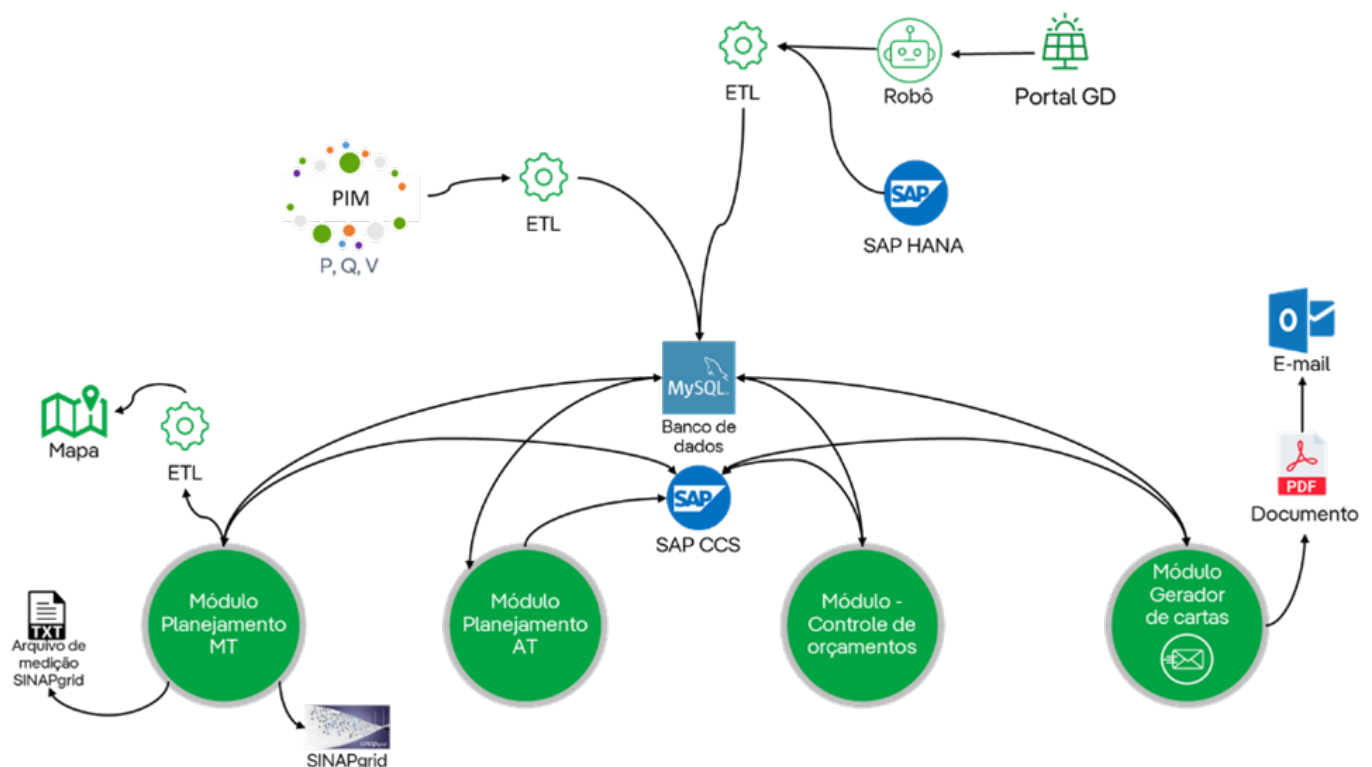 ETL
Robô
Portal GD
PIM
P, Q, V
ETL
SAP
SAP HANA
MySQL
Banco de
dados
SAP
SAP CCS
E-mail
PDF
Documento
Mapa
ETL
TXT
Arquivo de
medição
SINAPgrid
Módulo
Planejamento
MT
SINAPgrid
Módulo
Planejamento
AT
Módulo -
Controle de
orçamentos
Módulo
Gerador
de cartas